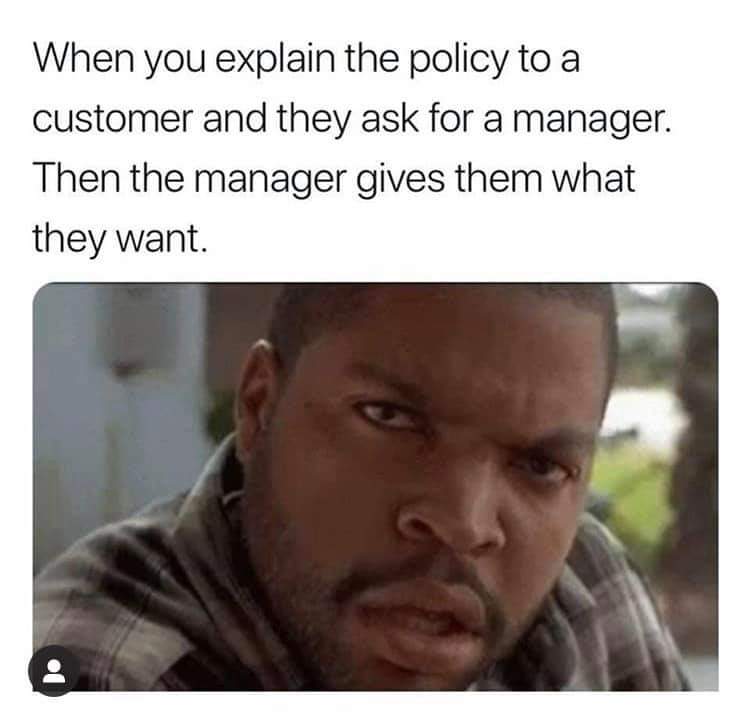 When you explain the policy to a
customer and they ask for a manager.
Then the manager gives them what
they want.